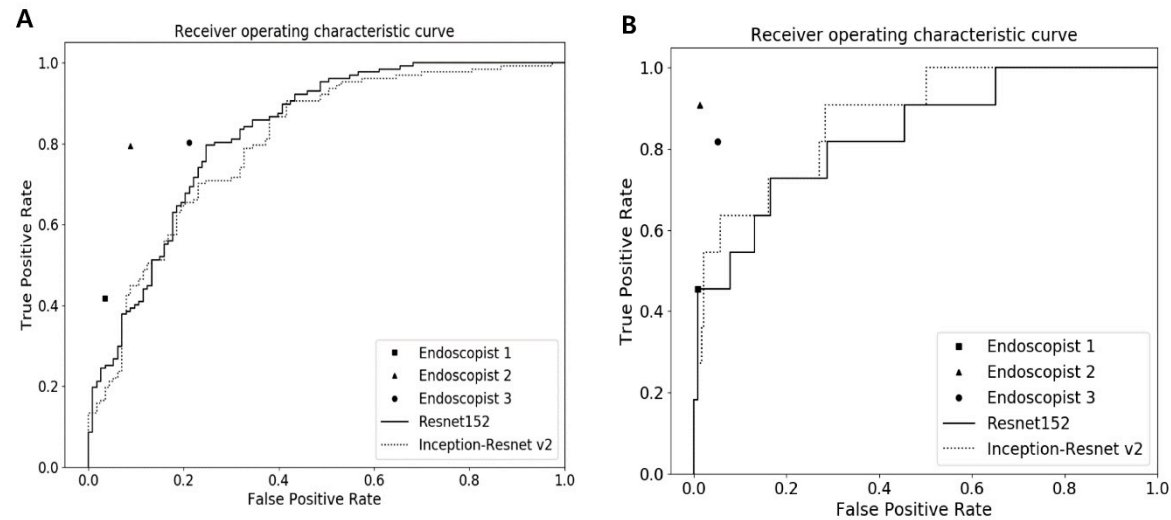 A
Receiver operating characteristic curve
1.0
0.8
0.6
0.4
0.2
0.0
True Positive Rate
0.0 0.2 0.4 0.6 0.8 1.0
False Positive Rate
Endoscopist 1
Endoscopist 2
Endoscopist 3
Resnet152
Inception-Resnet v2
B
Receiver operating characteristic curve
1.0
0.8
0.6
0.4
0.2
0.0
True Positive Rate
0.0 0.2 0.4 0.6 0.8 1.0
False Positive Rate
Endoscopist 1
Endoscopist 2
Endoscopist 3
Resnet152
Inception-Resnet v2